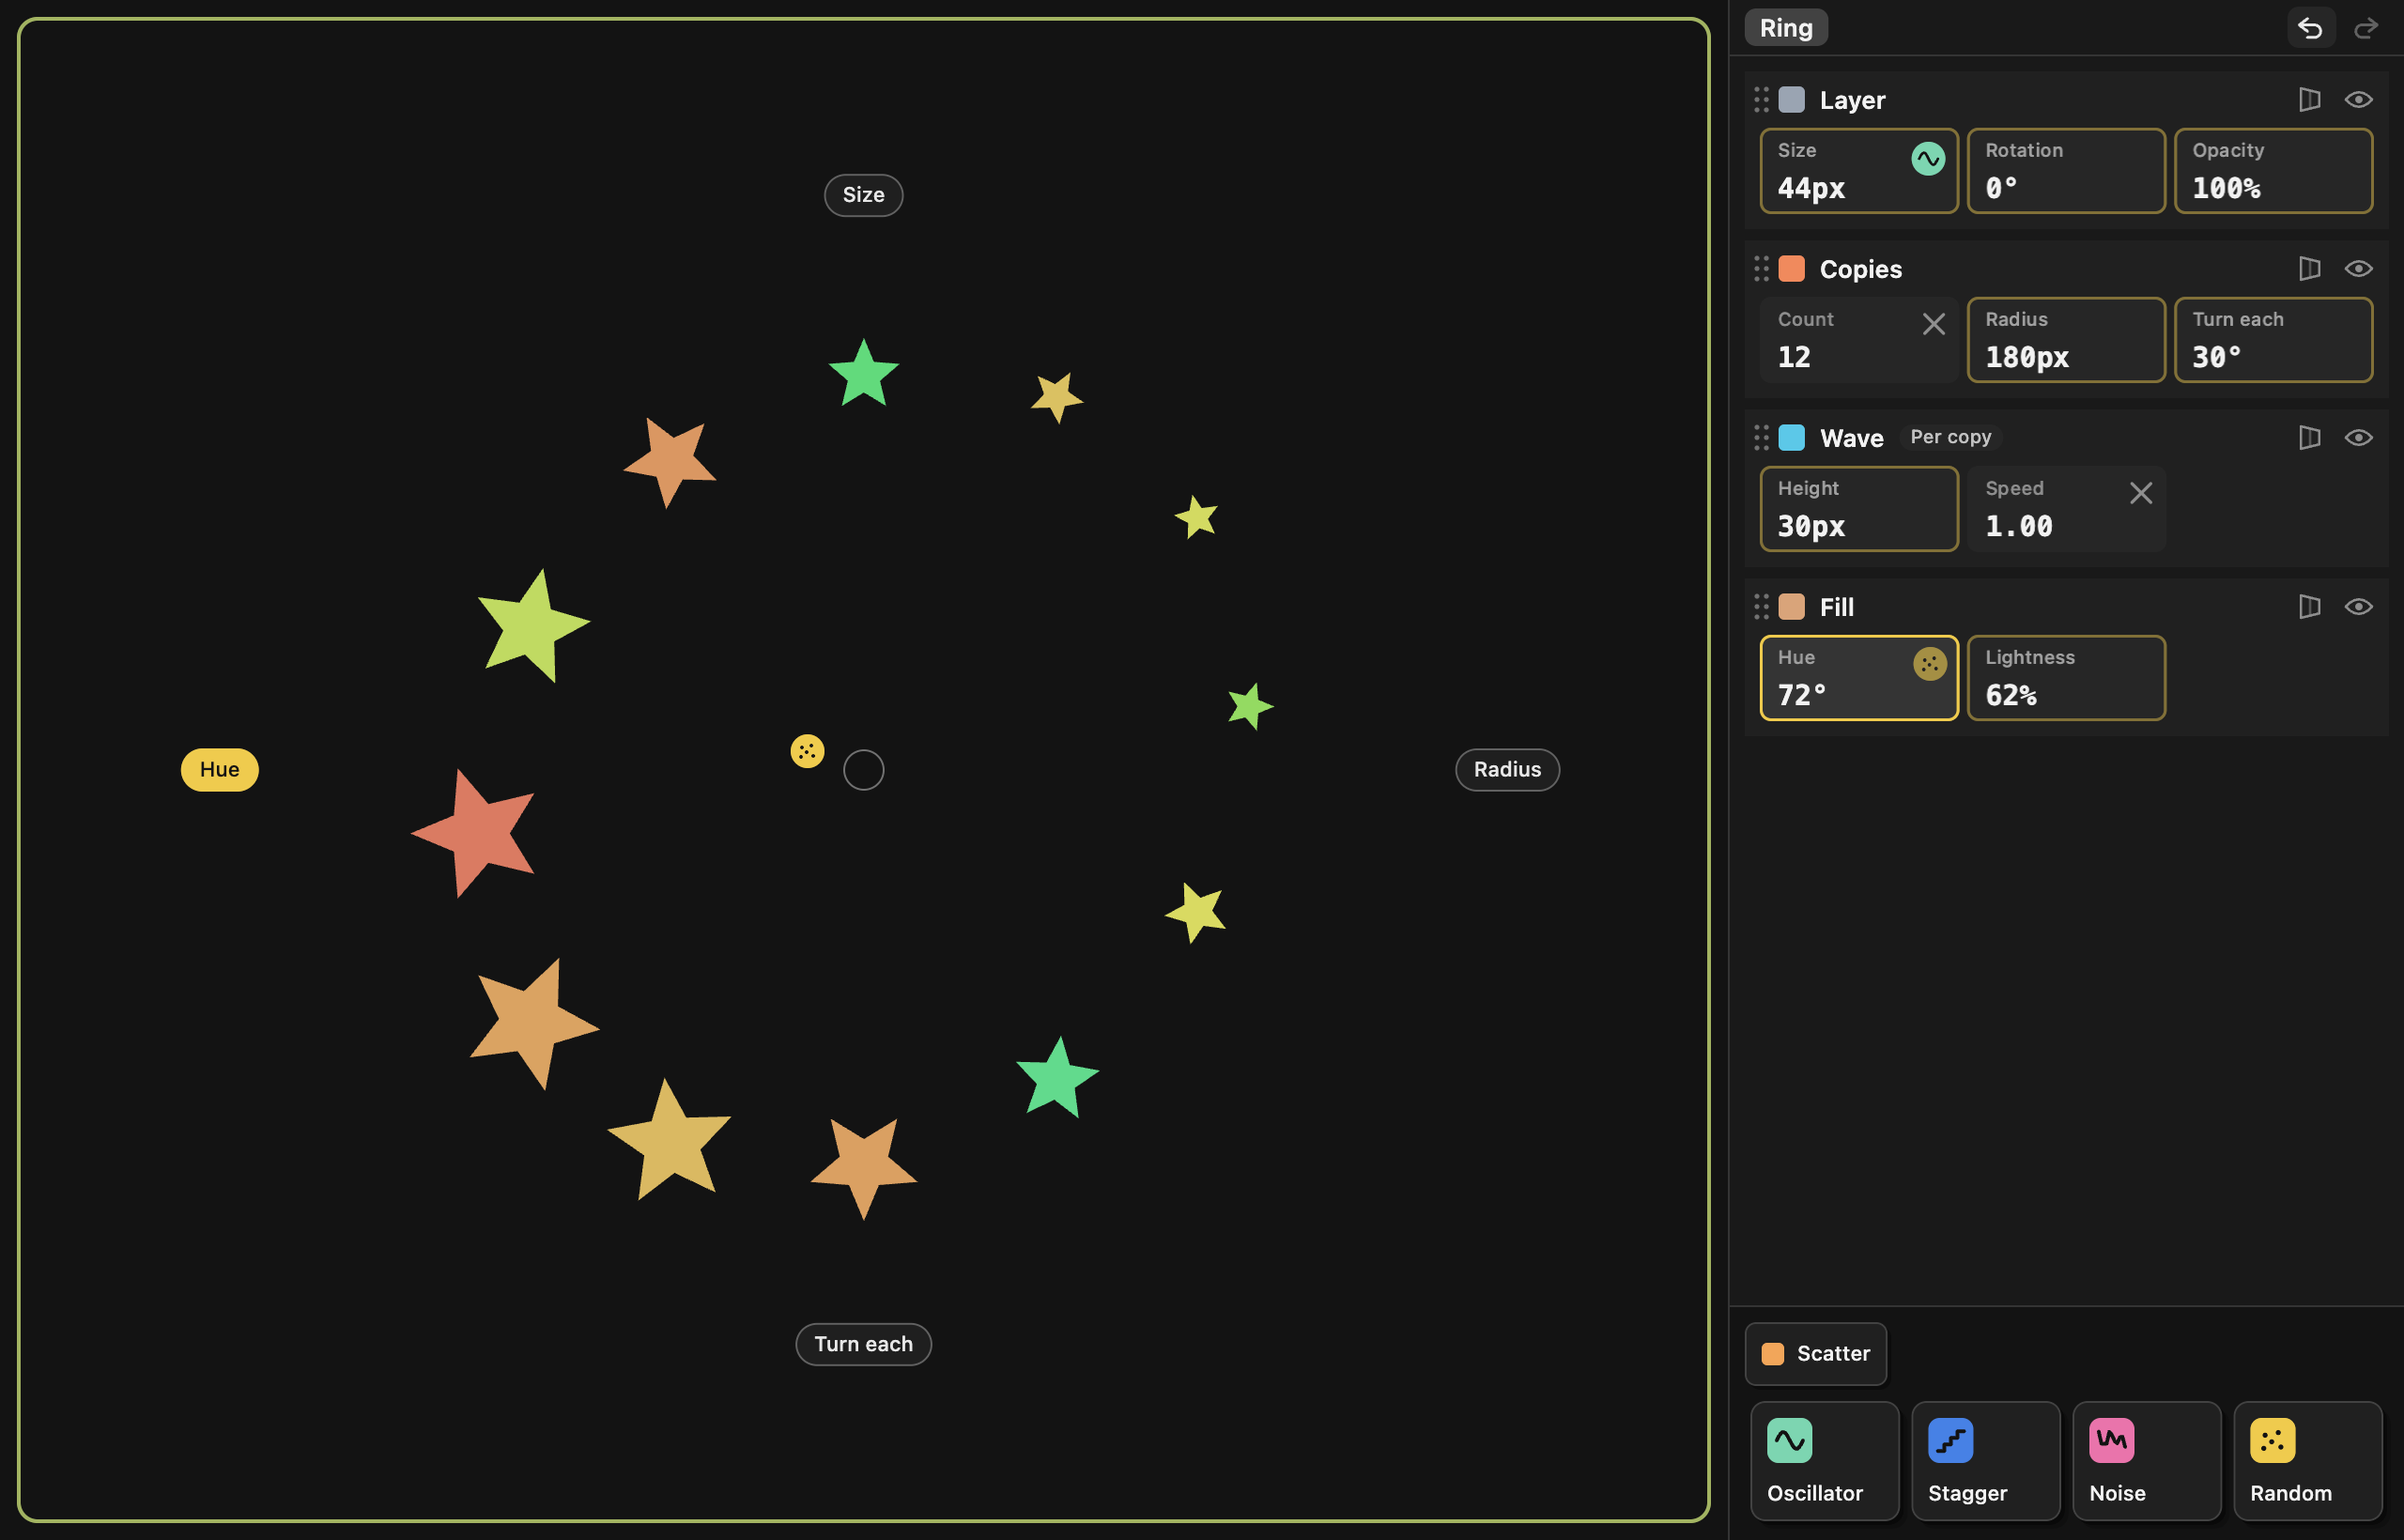 Size
Hue
Radius
Turn each
Ring
Layer
Size
44px
Rotation
0°
Opacity
100%
Copies
Count
12
Radius
180px
Turn each
30°
Wave
Per copy
Height
30px
Speed
1.00
Fill
Hue
72°
Lightness
62%
Scatter
Oscillator
Stagger
Noise
Random